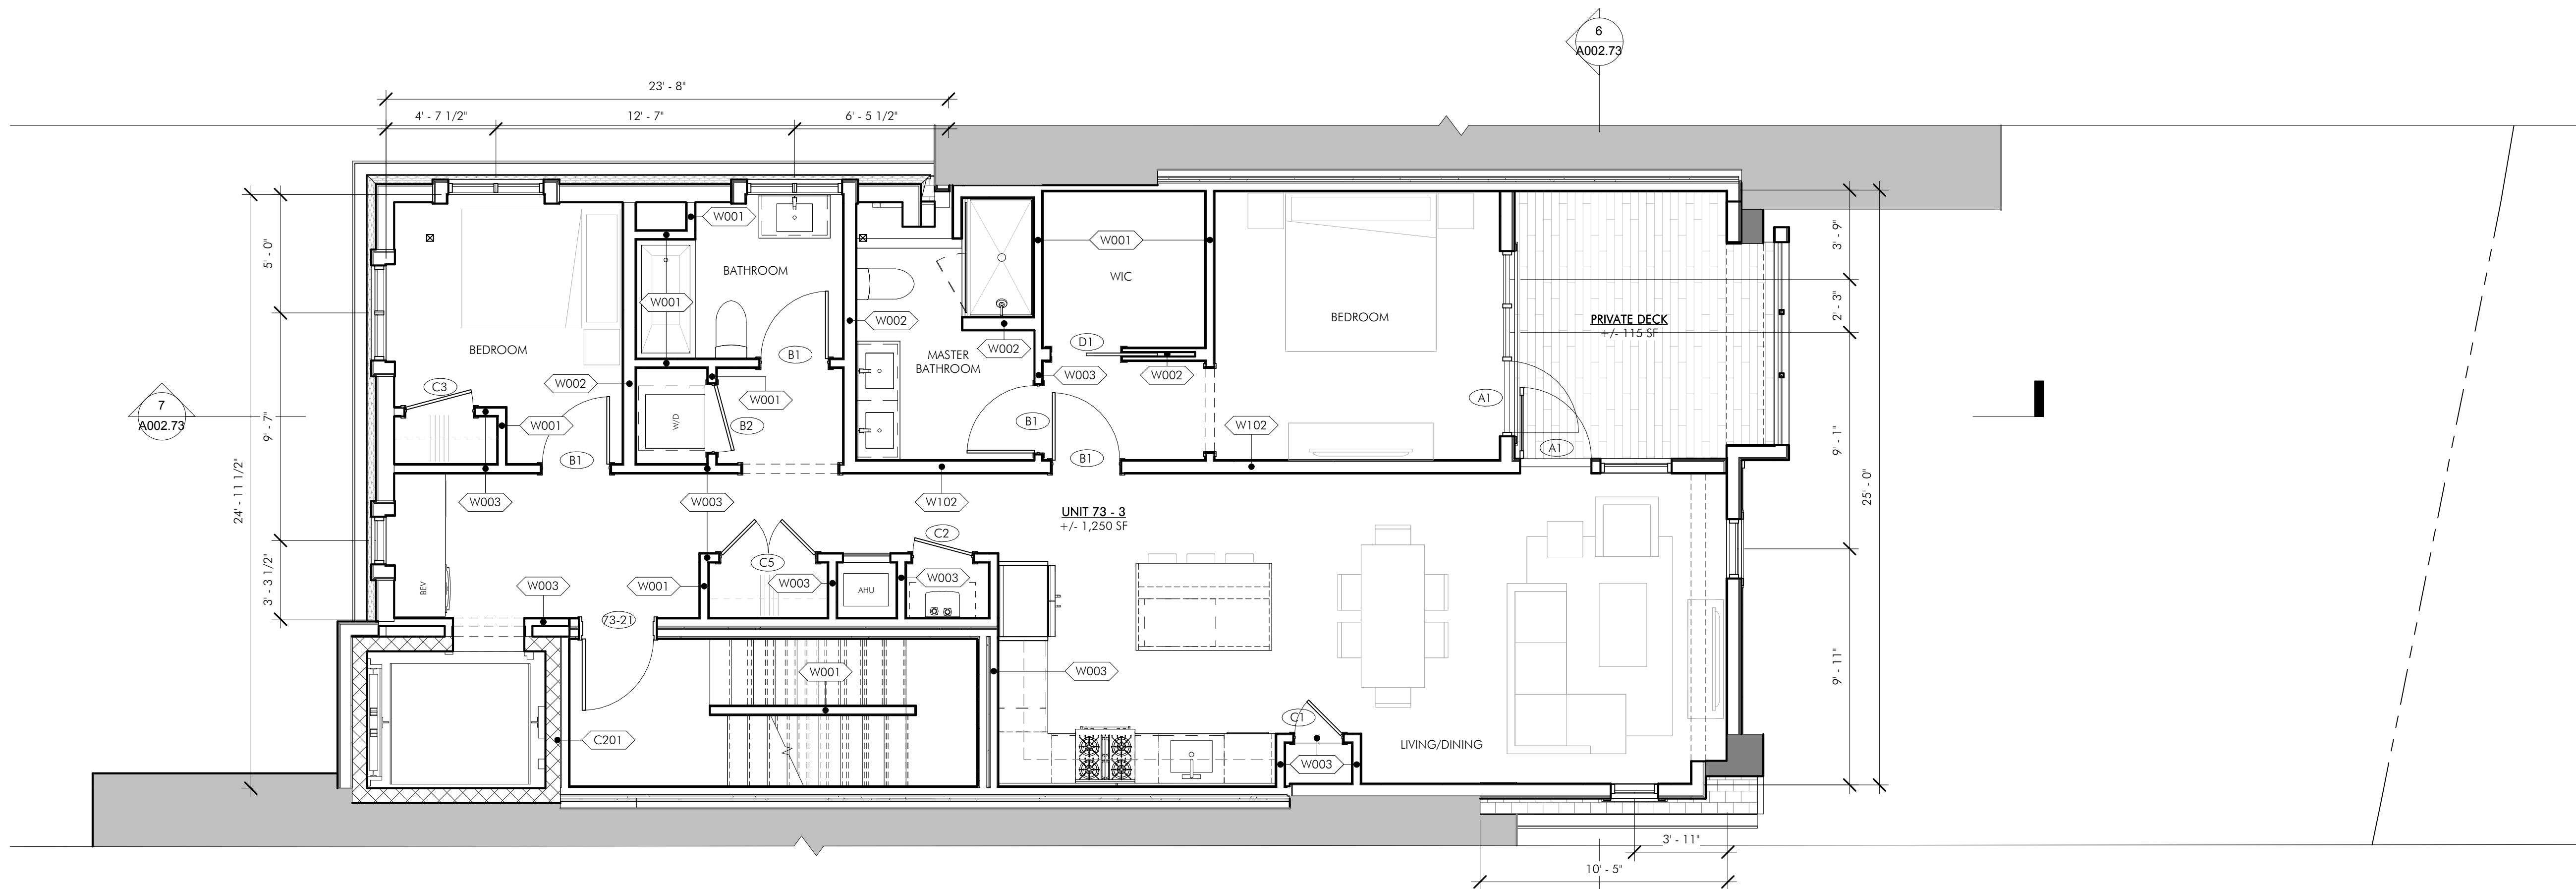 6
A002.73
23' - 8"
4' - 7 1/2"
12' - 7"
6' - 5 1/2"
5' - 0"
9' - 7"
3' - 3 1/2"
24' - 11 1/2"
7
A002.73
3' - 9"
2' - 3"
9' - 1"
9' - 11"
25' - 0"
W001
W001
BATHROOM
W001
WIC
W002
BEDROOM
PRIVATE DECK
+/- 115 SF
BEDROOM
B1
MASTER
BATHROOM
W002
D1
W003
W002
C3
W002
W001
A1
W/D
B2
W001
B1
W102
B1
B1
A1
W003
W003
W102
UNIT 73 - 3
+/- 1,250 SF
C2
C5
BEV
W003
W001
W003
AHU
W003
73-21
W001
W003
C201
C1
LIVING/DINING
W003
3' - 11"
10' - 5"